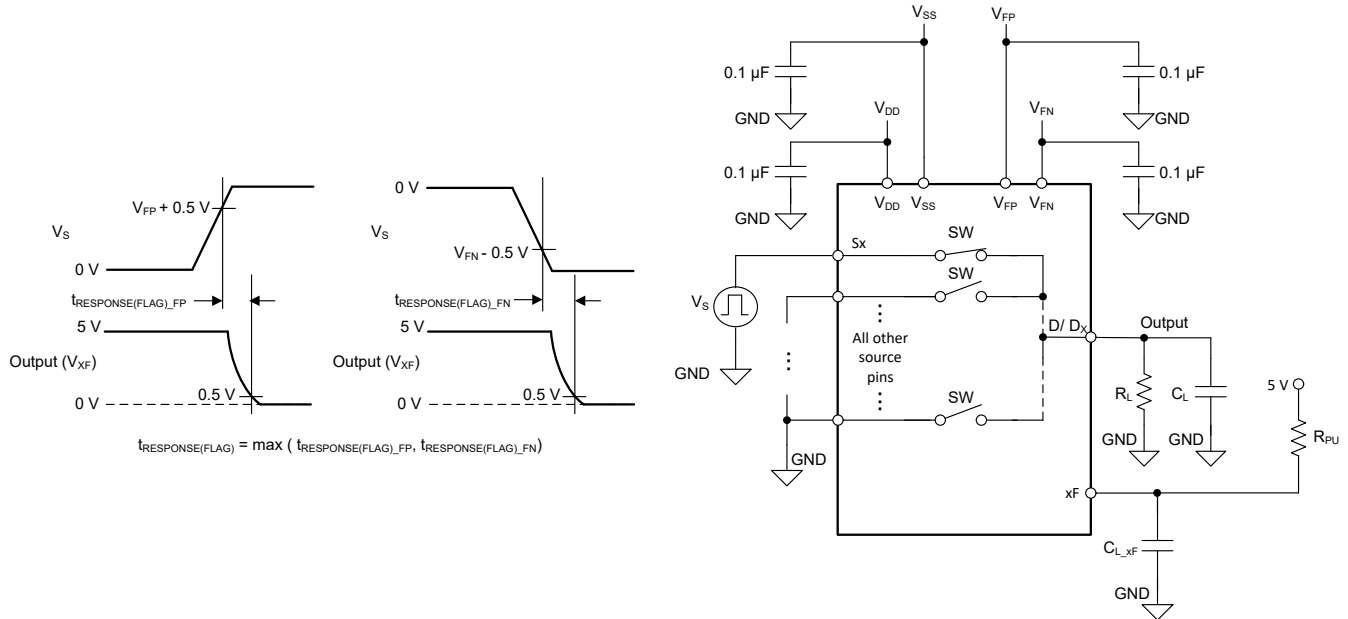 V_FP + 0.5 V
V_S
0 V
t_RESPONSE(FLAG)_FP
5 V
Output (V_XF)
0.5 V
0 V
0 V
V_S
V_FN - 0.5 V
t_RESPONSE(FLAG)_FN
5 V
Output (V_XF)
0.5 V
0 V
t_RESPONSE(FLAG) = max ( t_RESPONSE(FLAG)_FP, t_RESPONSE(FLAG)_FN)
V_SS
V_FP
0.1 µF
0.1 µF
GND
GND
V_DD
V_FN
0.1 µF
0.1 µF
GND
GND
V_DD
V_SS
V_FP
V_FN
Sx
SW
SW
V_S
GND
All other
source
pins
SW
GND
D/ D_X
Output
R_L
C_L
GND
GND
5 V
R_PU
xF
C_L_xF
GND